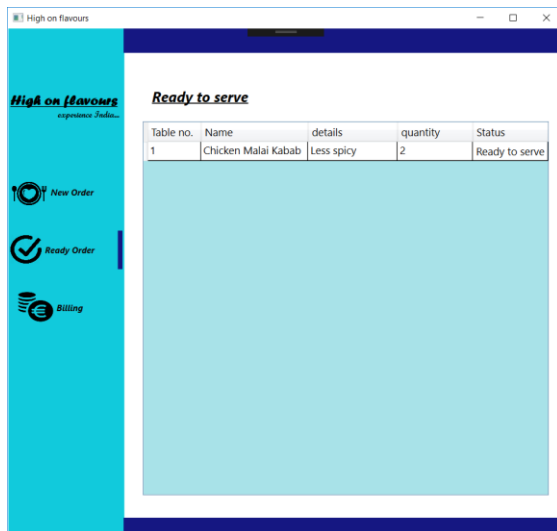 High on flavours
High on flavours
experience India...
New Order
Ready Order
Billing
Ready to serve
Table no. Name details quantity Status
1 Chicken Malai Kabab Less spicy 2 Ready to serve